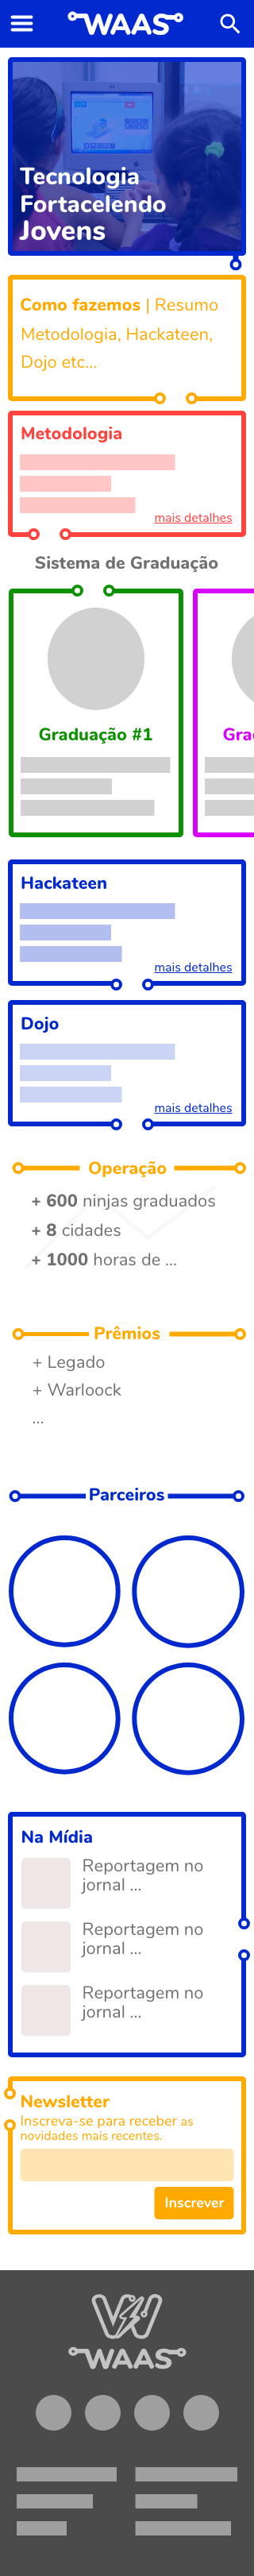 WAAS
Tecnologia
Fortacelendo
Jovens
Como fazemos | Resumo
Metodologia, Hackateen,
Dojo etc...
Metodologia
mais detalhes
Sistema de Graduação
Graduação #1
Gra
Hackateen
mais detalhes
Dojo
mais detalhes
Operação
+ 600 ninjas graduados
+ 8 cidades
+ 1000 horas de ...
Prêmios
+ Legado
+ Warloock
...
Parceiros
Na Mídia
Reportagem no
jornal ...
Reportagem no
jornal ...
Reportagem no
jornal ...
Newsletter
Inscreva-se para receber as
novidades mais recentes.
Inscrever
WAAS